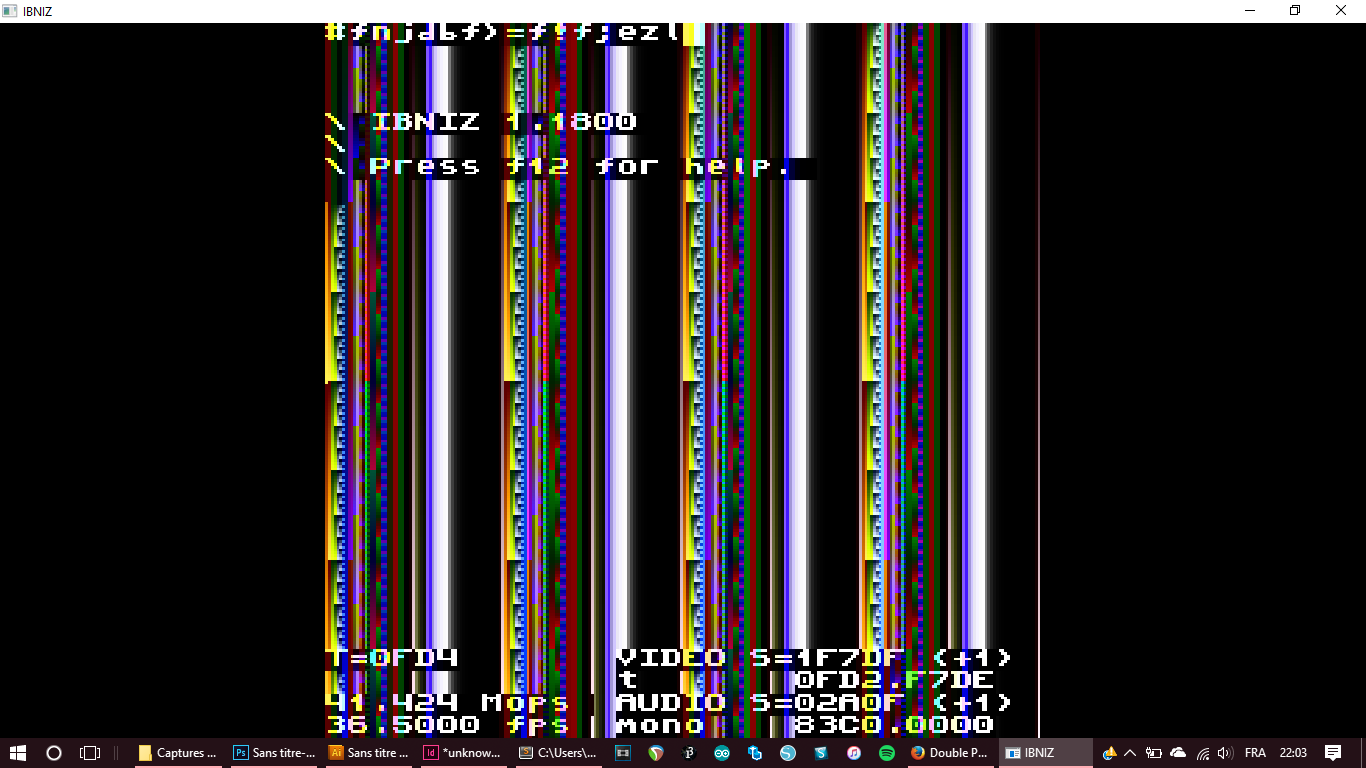 IBNIZ
#fnjdbf)=f!fjezl
\ IBNIZ 1.1800
\
\ Press f12 for help.
T=0FD4 VIDEO S=1F7DF (+1)
t 0FD2.F7DE
41.424 Mops AUDIO S=02A0F (+1)
36.5000 fps mono 83C0.0000
Captures ... Sans titre-... Sans titre ... *unknow... C:\Users\... Double P... IBNIZ FRA 22:03